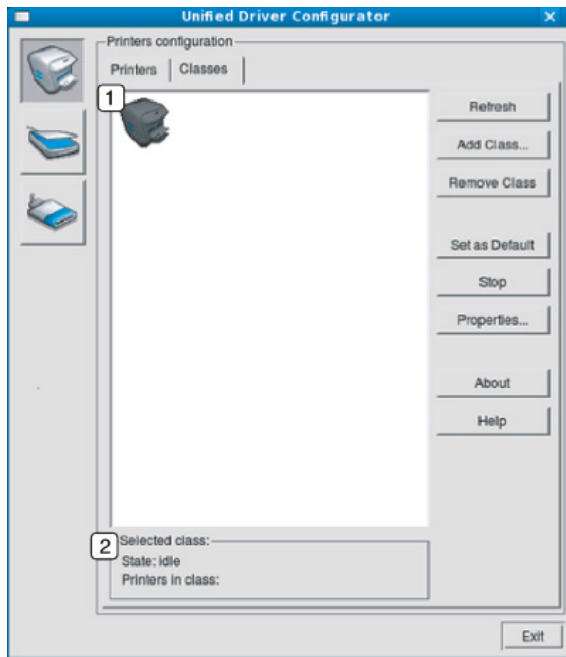 Unified Driver Configurator
Printers configuration
Printers
Classes
1
Refresh
Add Class...
Remove Class
Set as Default
Stop
Properties...
About
Help
2
Selected class:
State: idle
Printers in class:
Exit